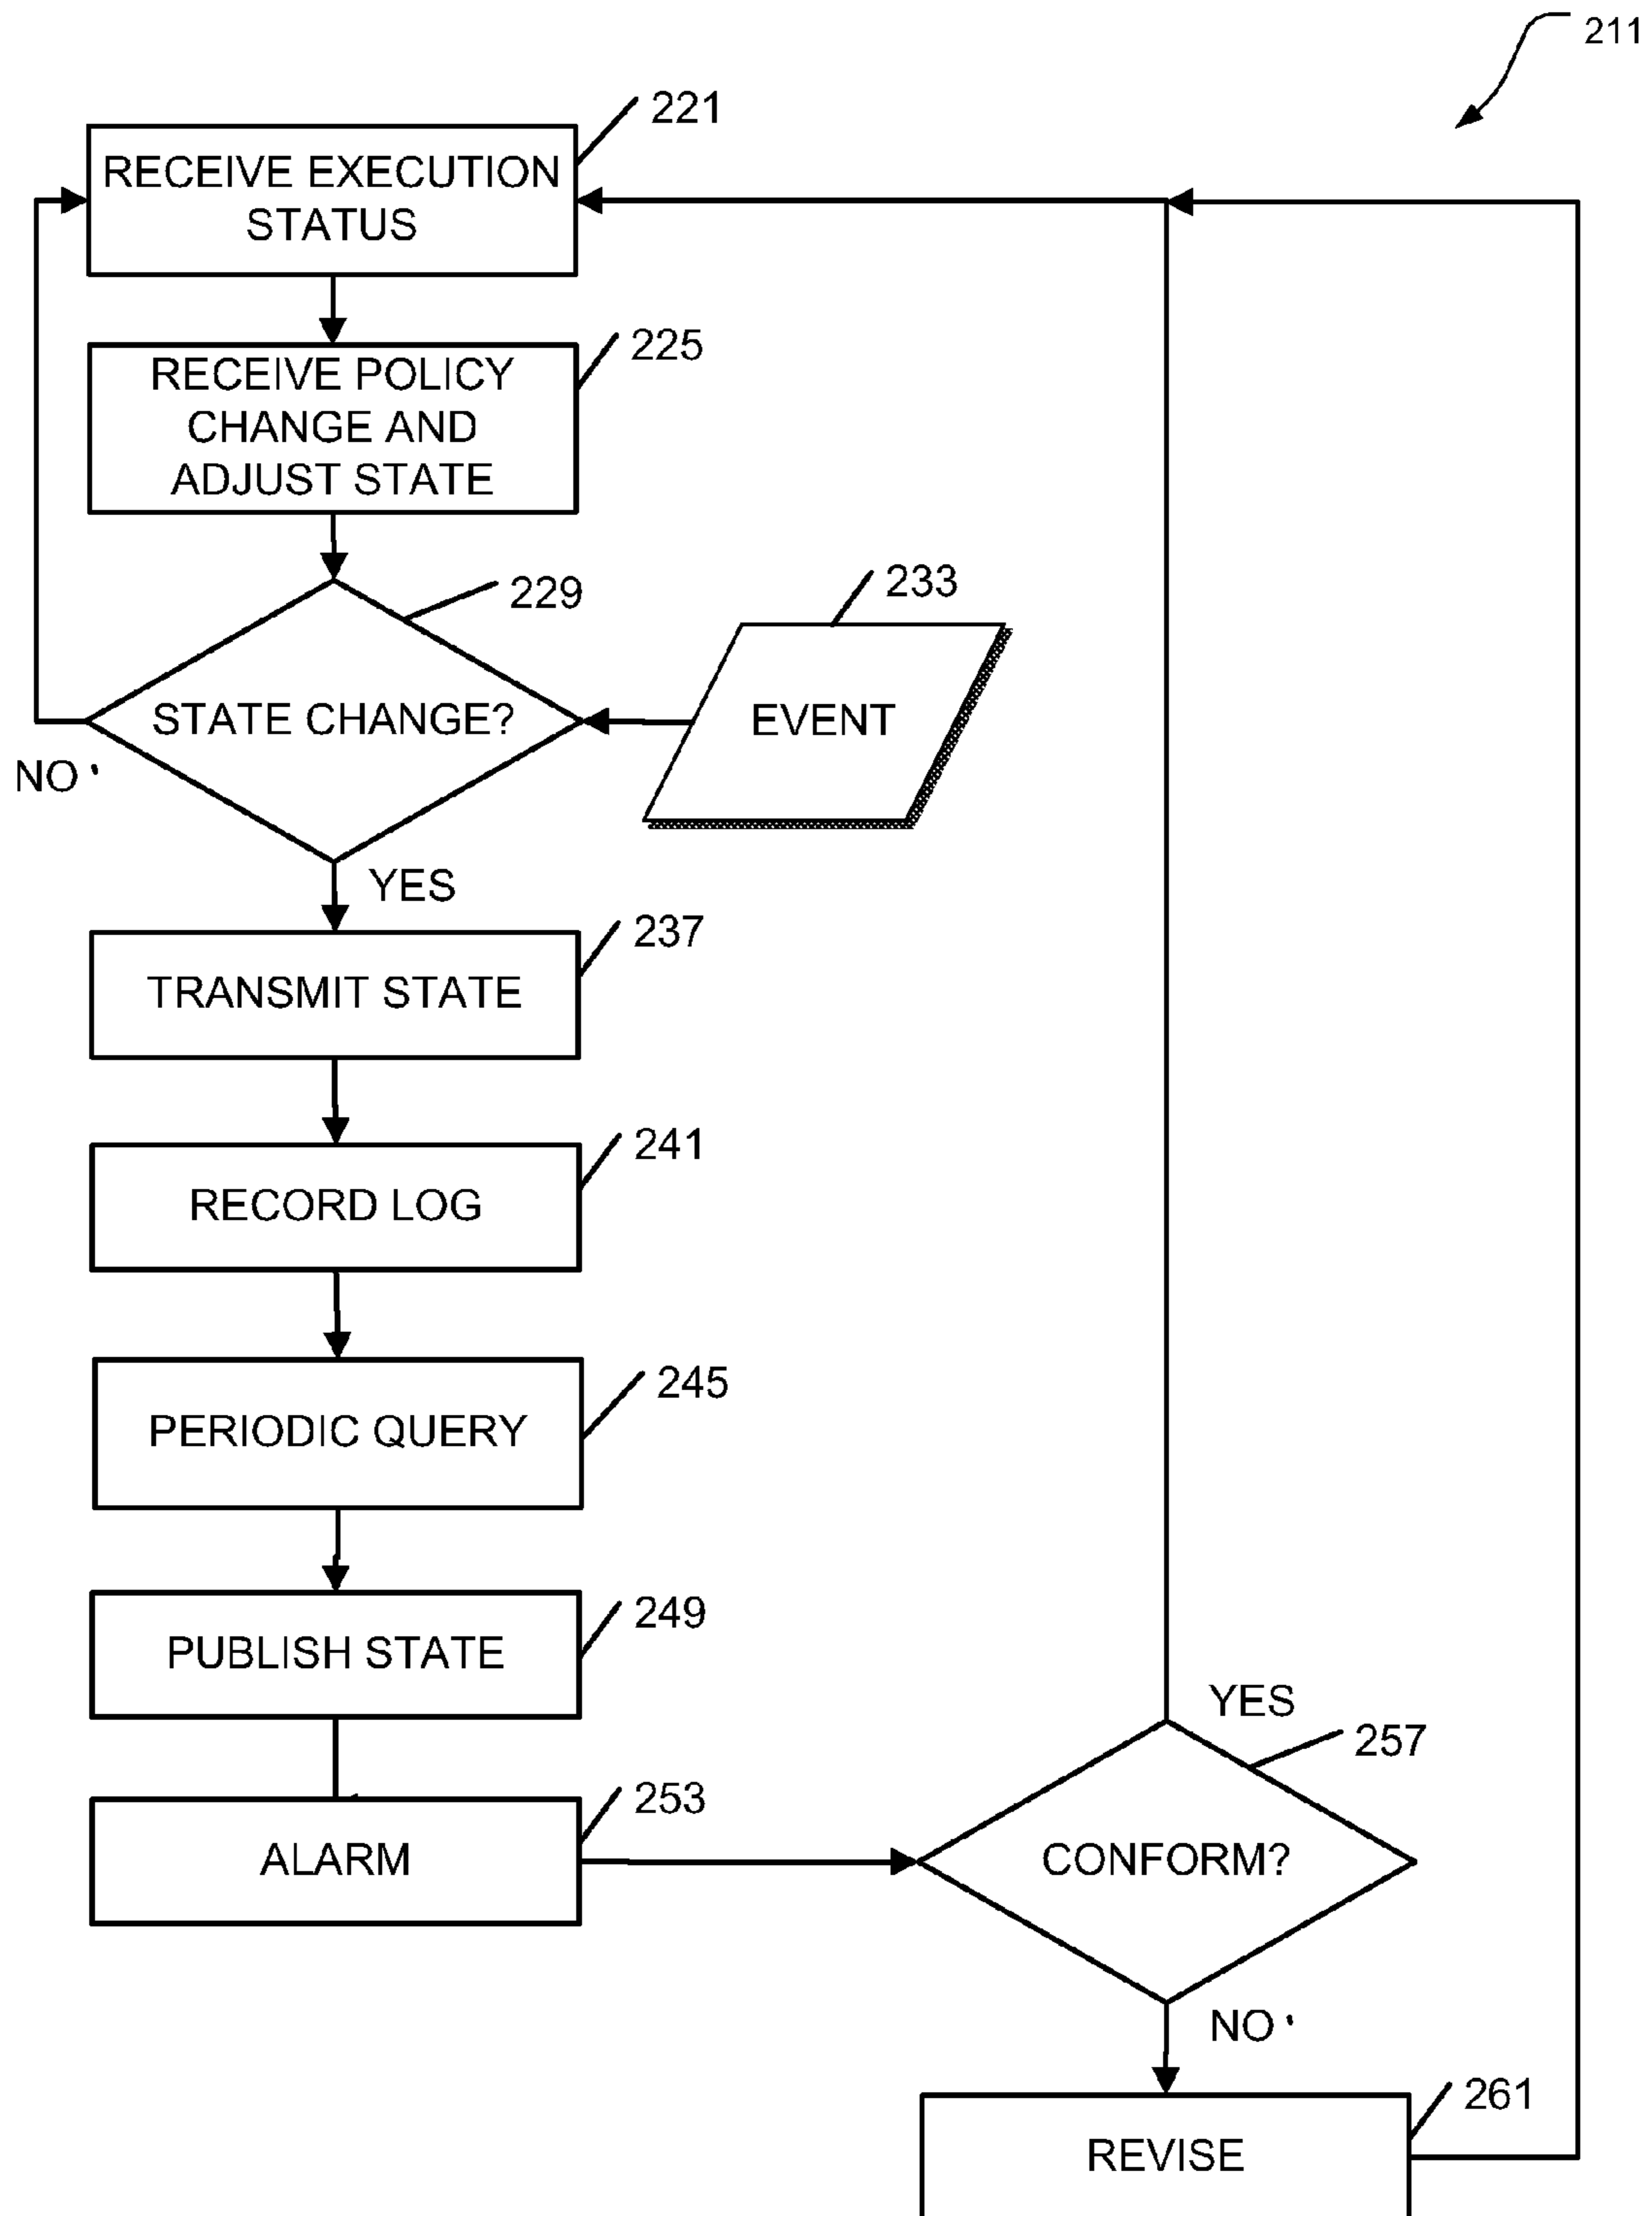 211
221
RECEIVE EXECUTION
STATUS
225
RECEIVE POLICY
CHANGE AND
ADJUST STATE
229
STATE CHANGE?
233
EVENT
NO
YES
237
TRANSMIT STATE
241
RECORD LOG
245
PERIODIC QUERY
249
PUBLISH STATE
253
ALARM
YES
257
CONFORM?
NO
261
REVISE